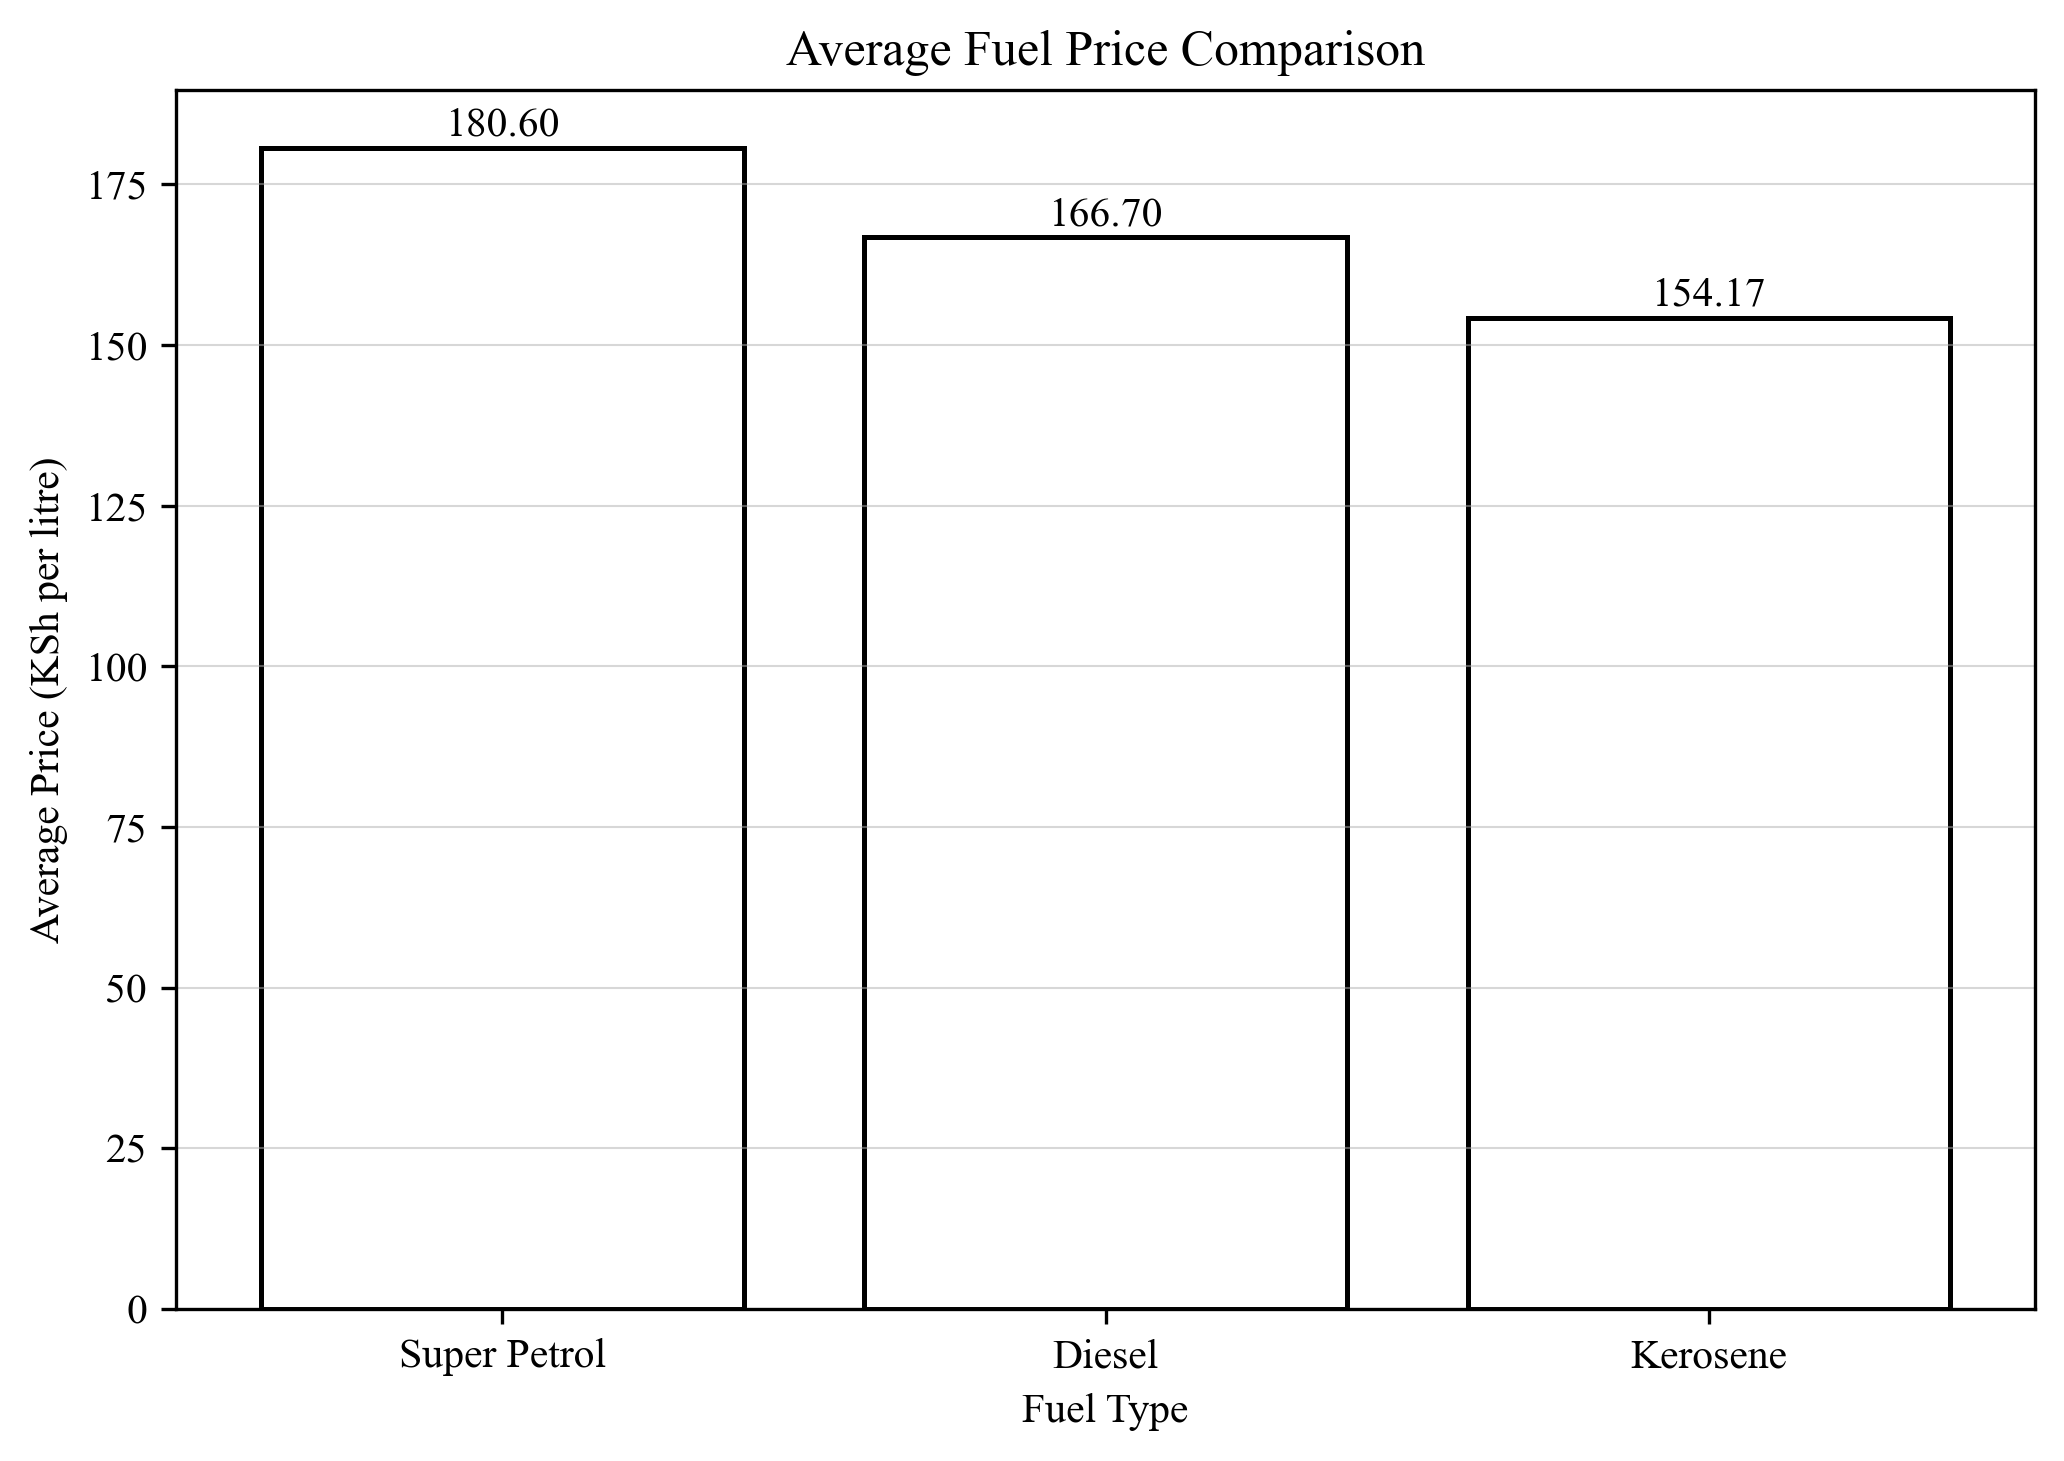 Average Fuel Price Comparison
180.60
166.70
154.17
175
150
125
100
75
50
25
0
Average Price (KSh per litre)
Super Petrol
Diesel
Kerosene
Fuel Type